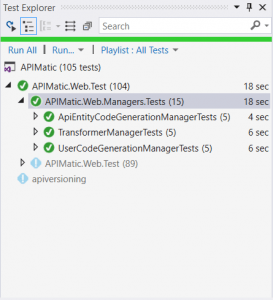 Test Explorer
Search
Run All | Run... | Playlist : All Tests
APIMatic (105 tests)
APIMatic.Web.Test (104) 18 sec
APIMatic.Web.Managers.Tests (15) 18 sec
ApiEntityCodeGenerationManagerTests (5) 4 sec
TransformerManagerTests (5) 6 sec
UserCodeGenerationManagerTests (5) 6 sec
APIMatic.Web.Test (89)
apiversioning